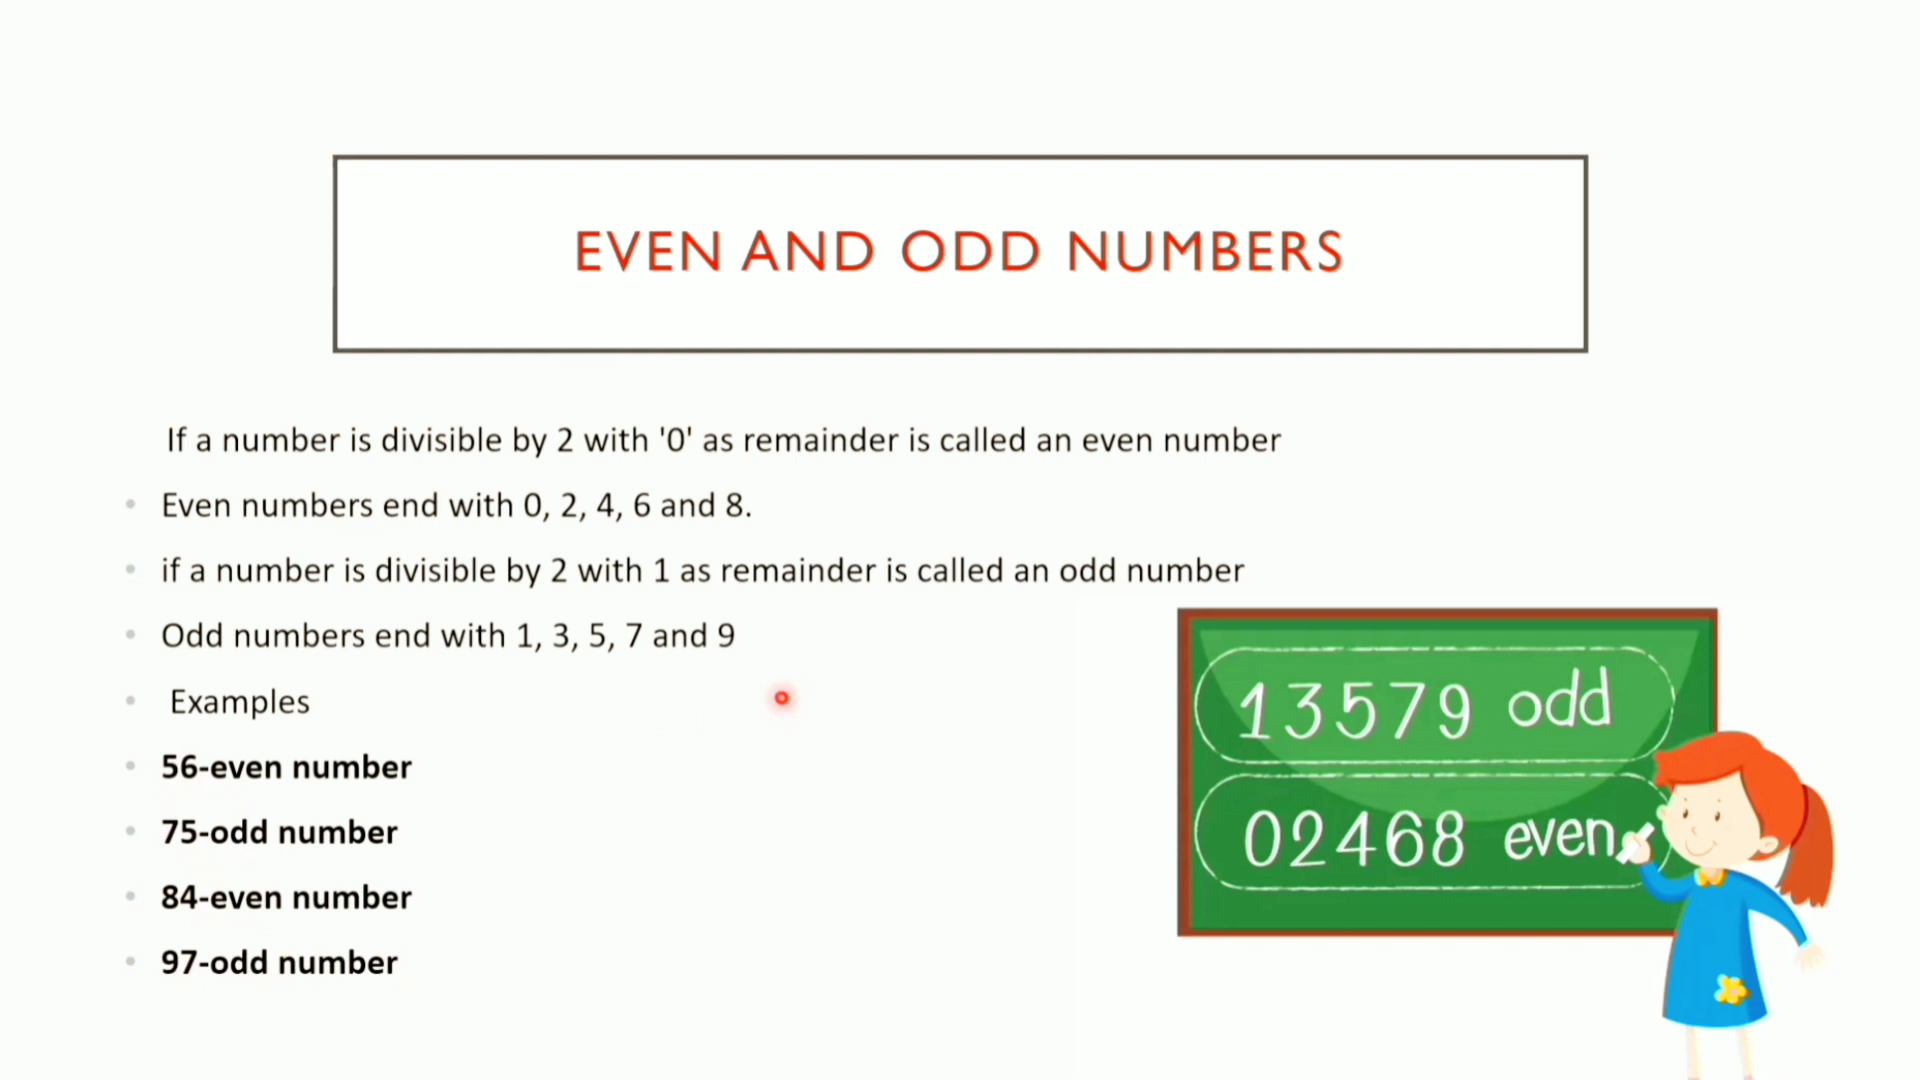 EVEN AND ODD NUMBERS
If a number is divisible by 2 with '0' as remainder is called an even number
• Even numbers end with 0, 2, 4, 6 and 8.
• if a number is divisible by 2 with 1 as remainder is called an odd number
• Odd numbers end with 1, 3, 5, 7 and 9
• Examples
• 56-even number
• 75-odd number
• 84-even number
• 97-odd number
13579 odd
02468 even